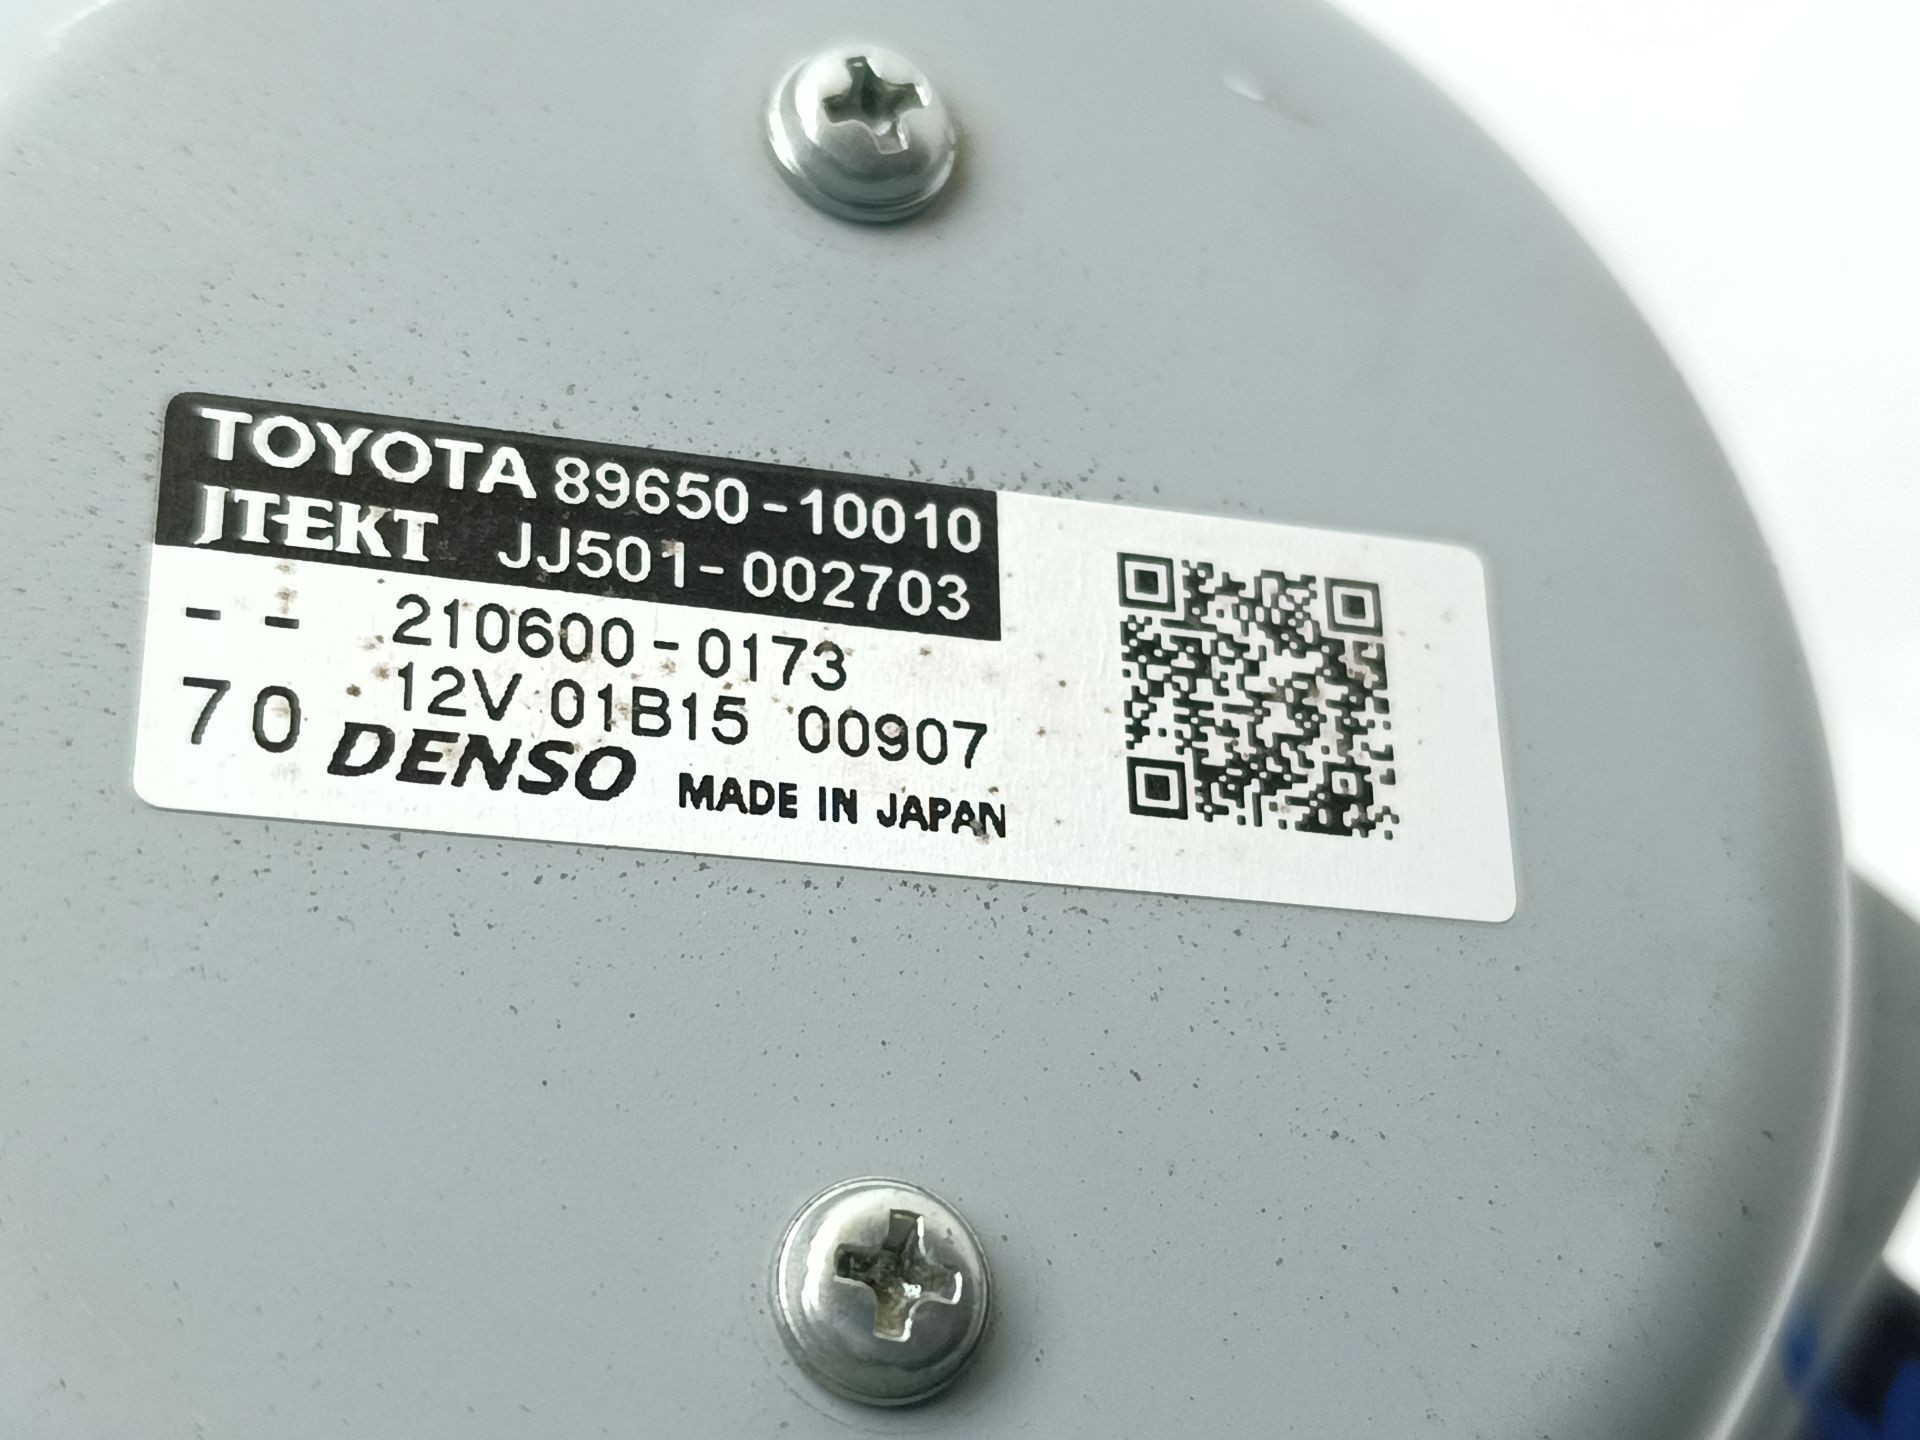 TOYOTA 89650-10010
JTEKT JJ501-002703
- - 210600-0173
12V 01B15 00907
70 DENSO MADE IN JAPAN